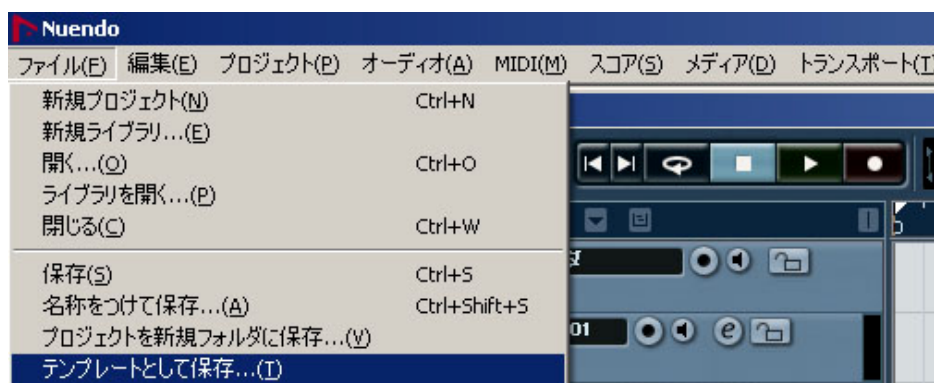 Nuendo
ファイル(F) 編集(E) プロジェクト(P) オーディオ(A) MIDI(M) スコア(S) メディア(D) トランスポート(T)
新規プロジェクト(N) Ctrl+N
新規ライブラリ...(E)
開く...(O) Ctrl+O
ライブラリを開く...(P)
閉じる(C) Ctrl+W
保存(S) Ctrl+S
名称をつけて保存...(A) Ctrl+Shift+S
プロジェクトを新規フォルダに保存...(V)
01
テンプレートとして保存...(T)